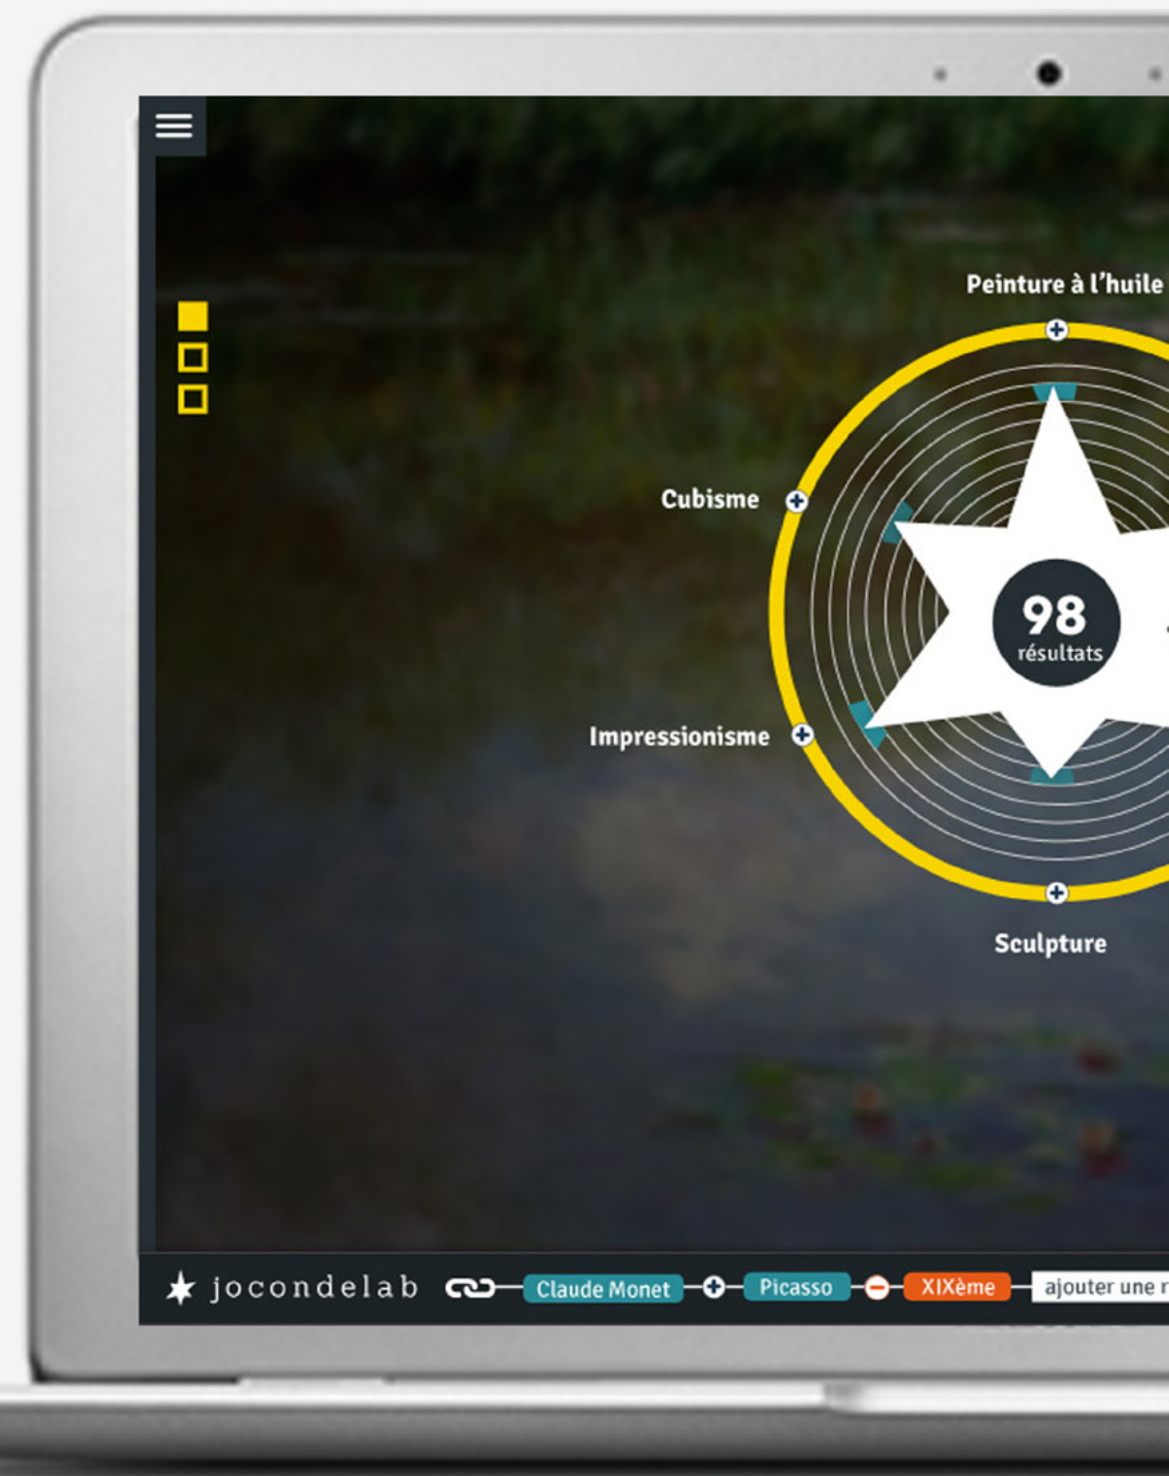 Peinture à l'huile
Cubisme
98
résultats
Impressionisme
Sculpture
jocondelab Claude Monet Picasso XIXème ajouter une